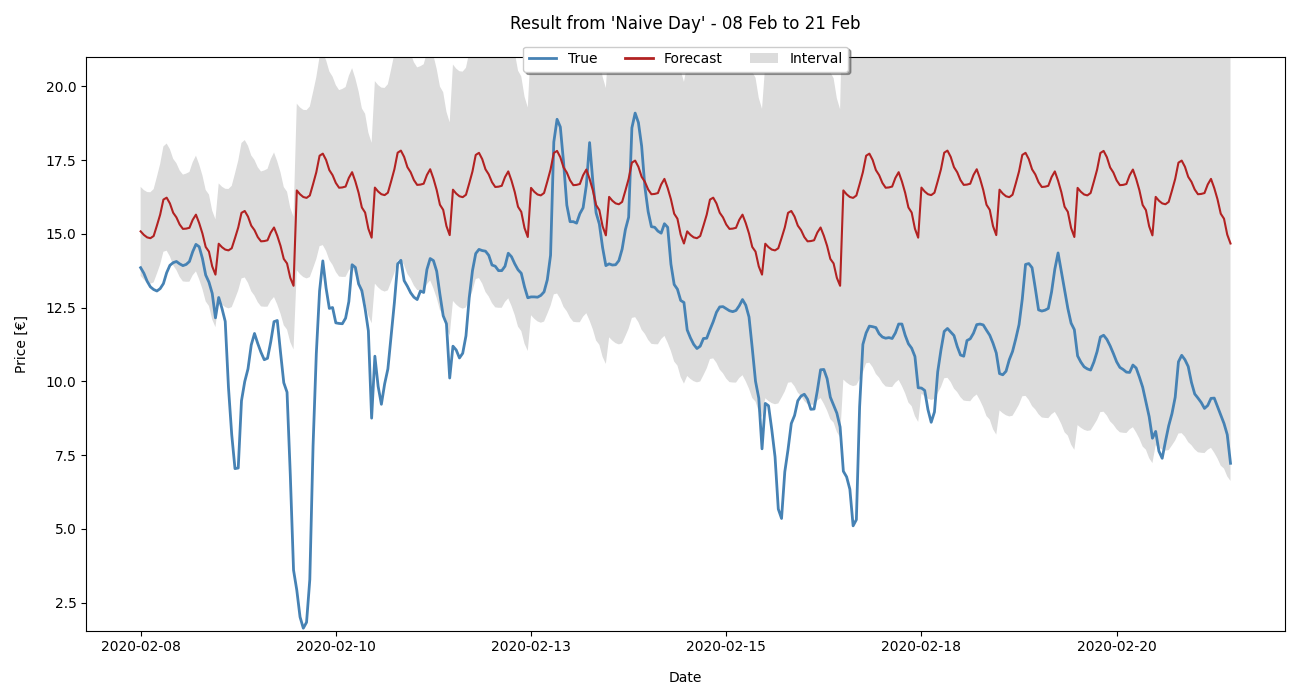 Result from 'Naive Day' - 08 Feb to 21 Feb
True Forecast Interval
20.0
17.5
15.0
12.5
10.0
7.5
5.0
2.5
Price [€]
2020-02-08 2020-02-10 2020-02-13 2020-02-15 2020-02-18 2020-02-20
Date